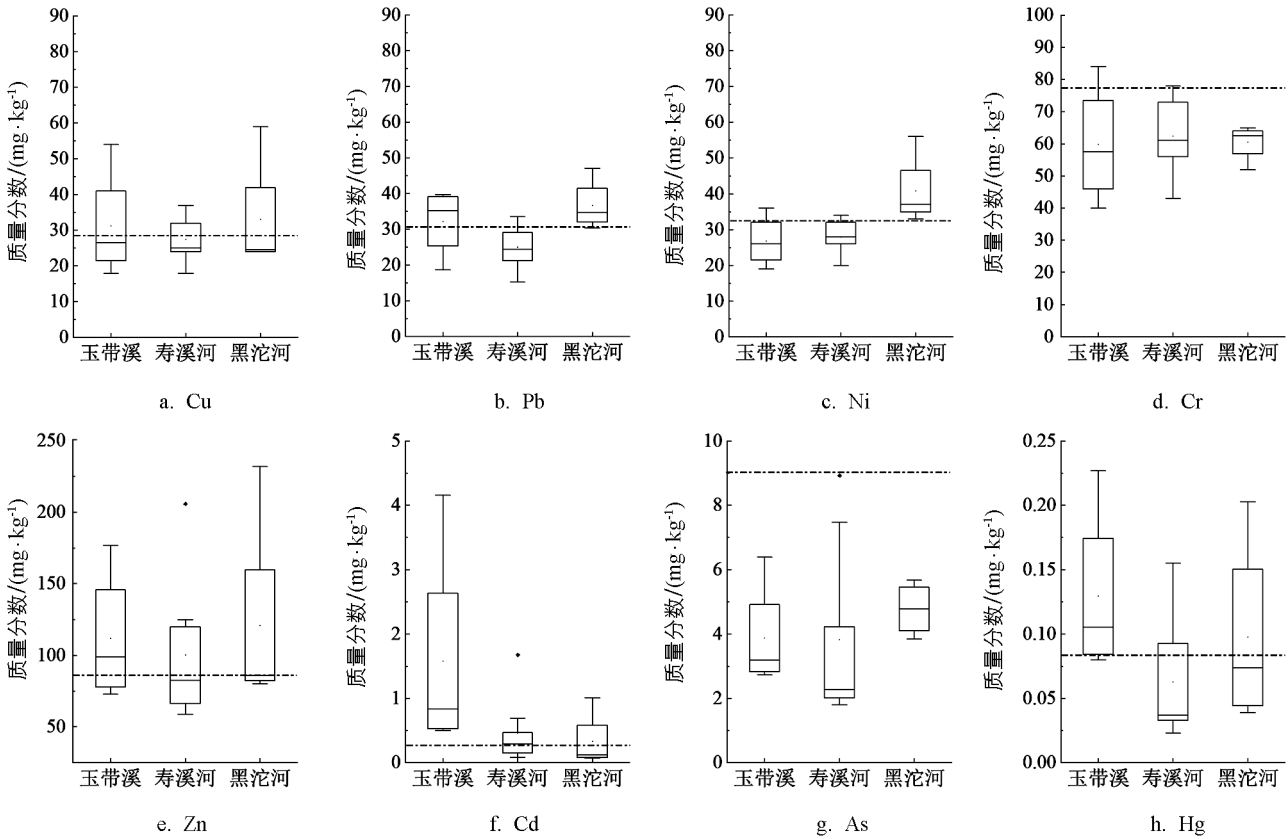 质量分数/(mg·kg⁻¹)
90
80
70
60
50
40
30
20
10
0
玉带溪 寿溪河 黑沱河
a. Cu
质量分数/(mg·kg⁻¹)
90
80
70
60
50
40
30
20
10
0
玉带溪 寿溪河 黑沱河
b. Pb
质量分数/(mg·kg⁻¹)
90
80
70
60
50
40
30
20
10
0
玉带溪 寿溪河 黑沱河
c. Ni
质量分数/(mg·kg⁻¹)
100
90
80
70
60
50
40
30
20
10
0
玉带溪 寿溪河 黑沱河
d. Cr
质量分数/(mg·kg⁻¹)
250
200
150
100
50
玉带溪 寿溪河 黑沱河
e. Zn
质量分数/(mg·kg⁻¹)
5
4
3
2
1
0
玉带溪 寿溪河 黑沱河
f. Cd
质量分数/(mg·kg⁻¹)
10
8
6
4
2
0
玉带溪 寿溪河 黑沱河
g. As
质量分数/(mg·kg⁻¹)
0.25
0.20
0.15
0.10
0.05
0.00
玉带溪 寿溪河 黑沱河
h. Hg